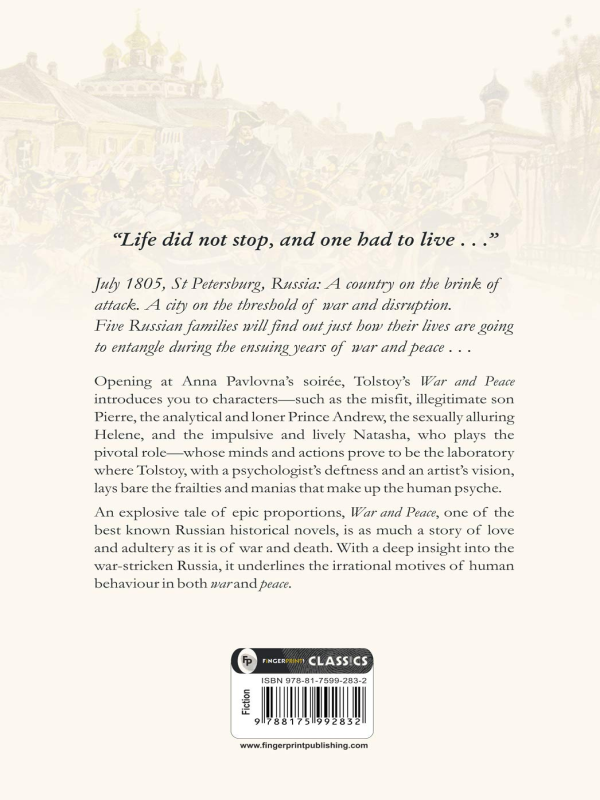 “Life did not stop, and one had to live . . .”
July 1805, St Petersburg, Russia: A country on the brink of
attack. A city on the threshold of war and disruption.
Five Russian families will find out just how their lives are going
to entangle during the ensuing years of war and peace . . .
Opening at Anna Pavlovna’s soirée, Tolstoy’s War and Peace
introduces you to characters—such as the misfit, illegitimate son
Pierre, the analytical and loner Prince Andrew, the sexually alluring
Helene, and the impulsive and lively Natasha, who plays the
pivotal role—whose minds and actions prove to be the laboratory
where Tolstoy, with a psychologist’s deftness and an artist’s vision,
lays bare the frailties and manias that make up the human psyche.
An explosive tale of epic proportions, War and Peace, one of the
best known Russian historical novels, is as much a story of love
and adultery as it is of war and death. With a deep insight into the
war-stricken Russia, it underlines the irrational motives of human
behaviour in both war and peace.
FP FINGERPRINT! CLASSICS
ISBN 978-81-7599-283-2
Fiction
9 788175 992832
www.fingerprintpublishing.com